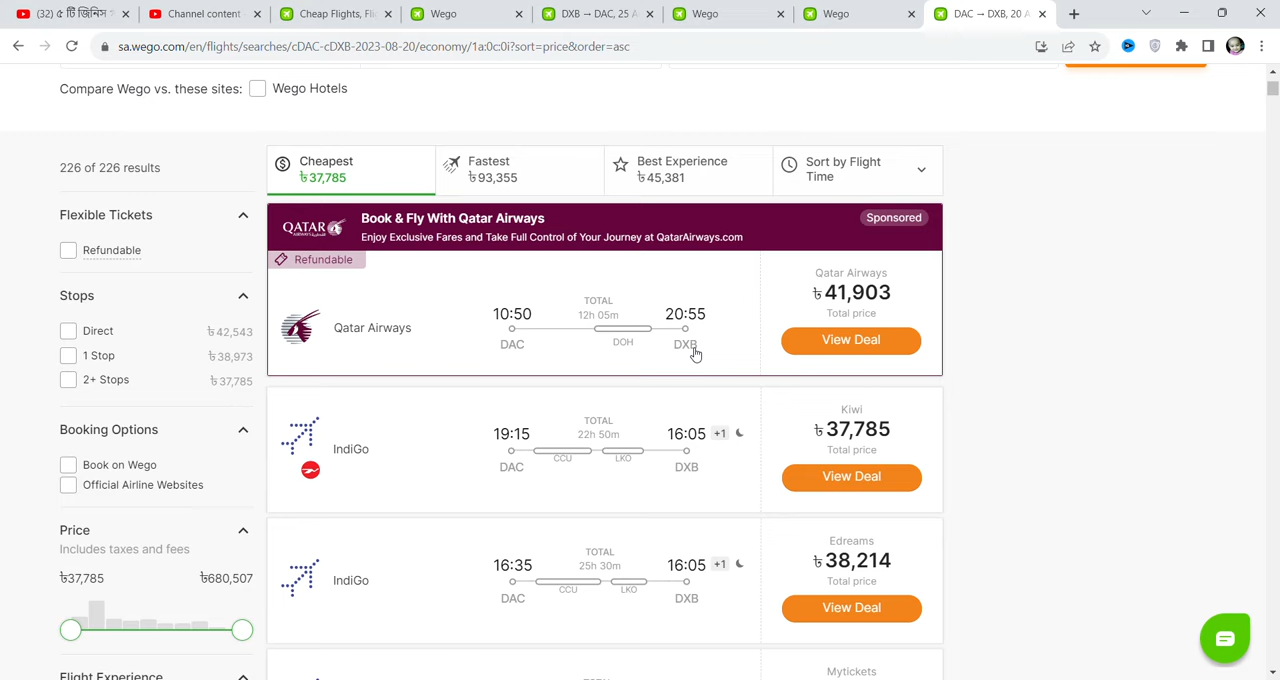 (32) ৫ টি জিনিস
Channel content
Cheap Flights, Fli
Wego
DXB → DAC, 25 A
Wego
Wego
DAC → DXB, 20 A
sa.wego.com/en/flights/searches/cDAC-cDXB-2023-08-20/economy/1a:0c:0i?sort=price&order=asc
Compare Wego vs. these sites:
Wego Hotels
226 of 226 results
Cheapest
৳37,785
Fastest
৳93,355
Best Experience
৳45,381
Sort by Flight
Time
Flexible Tickets
Refundable
Stops
Direct
৳42,543
1 Stop
৳38,973
2+ Stops
৳37,785
Booking Options
Book on Wego
Official Airline Websites
Price
Includes taxes and fees
৳37,785
৳680,507
Flight Experience
QATAR
AIRWAYS
Book & Fly With Qatar Airways
Sponsored
Enjoy Exclusive Fares and Take Full Control of Your Journey at QatarAirways.com
Refundable
Qatar Airways
10:50
DAC
TOTAL
12h 05m
DOH
20:55
DXB
Qatar Airways
৳41,903
Total price
View Deal
IndiGo
19:15
DAC
TOTAL
22h 50m
CCU
LKO
16:05 +1
DXB
Kiwi
৳37,785
Total price
View Deal
IndiGo
16:35
DAC
TOTAL
25h 30m
CCU
LKO
16:05 +1
DXB
Edreams
৳38,214
Total price
View Deal
Mytickets